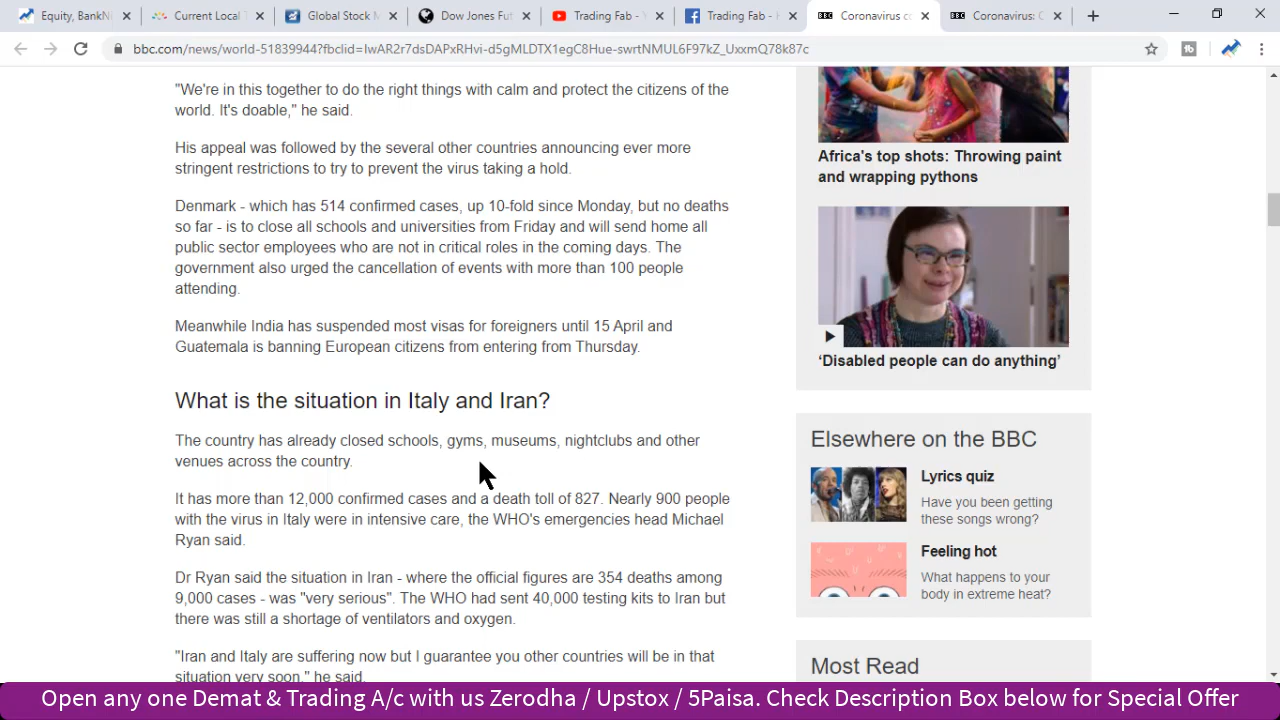 Equity, BankNi
Current Local T
Global Stock M
Dow Jones Fut
Trading Fab - Y
Trading Fab - H
BBC Coronavirus co
BBC Coronavirus: C
bbc.com/news/world-51839944?fbclid=IwAR2r7dsDAPxRHvi-d5gMLDTX1egC8Hue-swrtNMUL6F97kZ_UxxmQ78k87c
"We're in this together to do the right things with calm and protect the citizens of the
world. It's doable," he said.
His appeal was followed by the several other countries announcing ever more
stringent restrictions to try to prevent the virus taking a hold.
Denmark - which has 514 confirmed cases, up 10-fold since Monday, but no deaths
so far - is to close all schools and universities from Friday and will send home all
public sector employees who are not in critical roles in the coming days. The
government also urged the cancellation of events with more than 100 people
attending.
Meanwhile India has suspended most visas for foreigners until 15 April and
Guatemala is banning European citizens from entering from Thursday.
What is the situation in Italy and Iran?
The country has already closed schools, gyms, museums, nightclubs and other
venues across the country.
It has more than 12,000 confirmed cases and a death toll of 827. Nearly 900 people
with the virus in Italy were in intensive care, the WHO's emergencies head Michael
Ryan said.
Dr Ryan said the situation in Iran - where the official figures are 354 deaths among
9,000 cases - was "very serious". The WHO had sent 40,000 testing kits to Iran but
there was still a shortage of ventilators and oxygen.
"Iran and Italy are suffering now but I guarantee you other countries will be in that
situation very soon," he said.
Africa's top shots: Throwing paint
and wrapping pythons
‘Disabled people can do anything’
Elsewhere on the BBC
Lyrics quiz
Have you been getting
these songs wrong?
Feeling hot
What happens to your
body in extreme heat?
Most Read
Open any one Demat & Trading A/c with us Zerodha / Upstox / 5Paisa. Check Description Box below for Special Offer